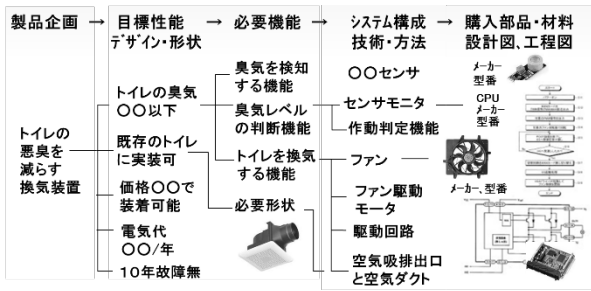 製品企画 → 目標性能 → 必要機能 → システム構成 → 購入部品・材料
デザイン・形状
技術・方法
設計図、工程図
トイレの
悪臭を
減らす
換気装置
トイレの臭気
〇〇以下
既存のトイレ
に実装可
価格〇〇で
装着可能
電気代
〇〇/年
10年故障無
臭気を検知
する機能
臭気レベル
の判断機能
トイレを換気
する機能
必要形状
〇〇センサ
センサモニタ
作動判定機能
ファン
ファン駆動
モータ
駆動回路
空気吸排出口
と空気ダクト
メーカー
型番
CPU
メーカー
型番
メーカー、型番